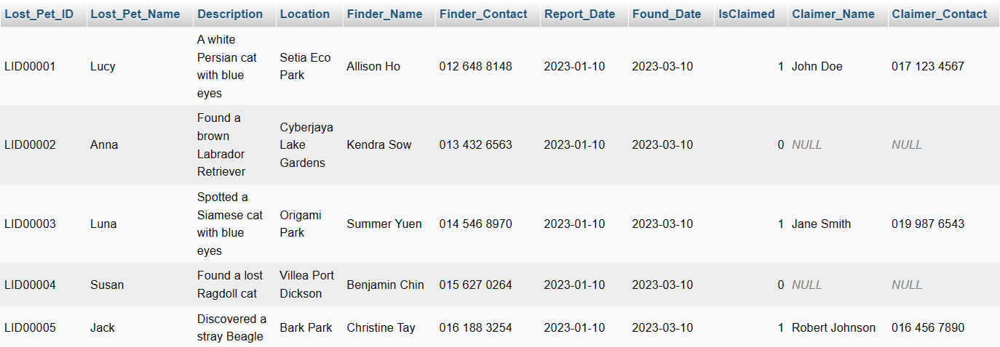 Lost_Pet_ID Lost_Pet_Name Description Location Finder_Name Finder_Contact Report_Date Found_Date IsClaimed Claimer_Name Claimer_Contact
LID00001 Lucy A white Persian cat with blue eyes Setia Eco Park Allison Ho 012 648 8148 2023-01-10 2023-03-10 1 John Doe 017 123 4567
LID00002 Anna Found a brown Labrador Retriever Cyberjaya Lake Gardens Kendra Sow 013 432 6563 2023-01-10 2023-03-10 0 NULL NULL
LID00003 Luna Spotted a Siamese cat with blue eyes Origami Park Summer Yuen 014 546 8970 2023-01-10 2023-03-10 1 Jane Smith 019 987 6543
LID00004 Susan Found a lost Ragdoll cat Villea Port Dickson Benjamin Chin 015 627 0264 2023-01-10 2023-03-10 0 NULL NULL
LID00005 Jack Discovered a stray Beagle Bark Park Christine Tay 016 188 3254 2023-01-10 2023-03-10 1 Robert Johnson 016 456 7890